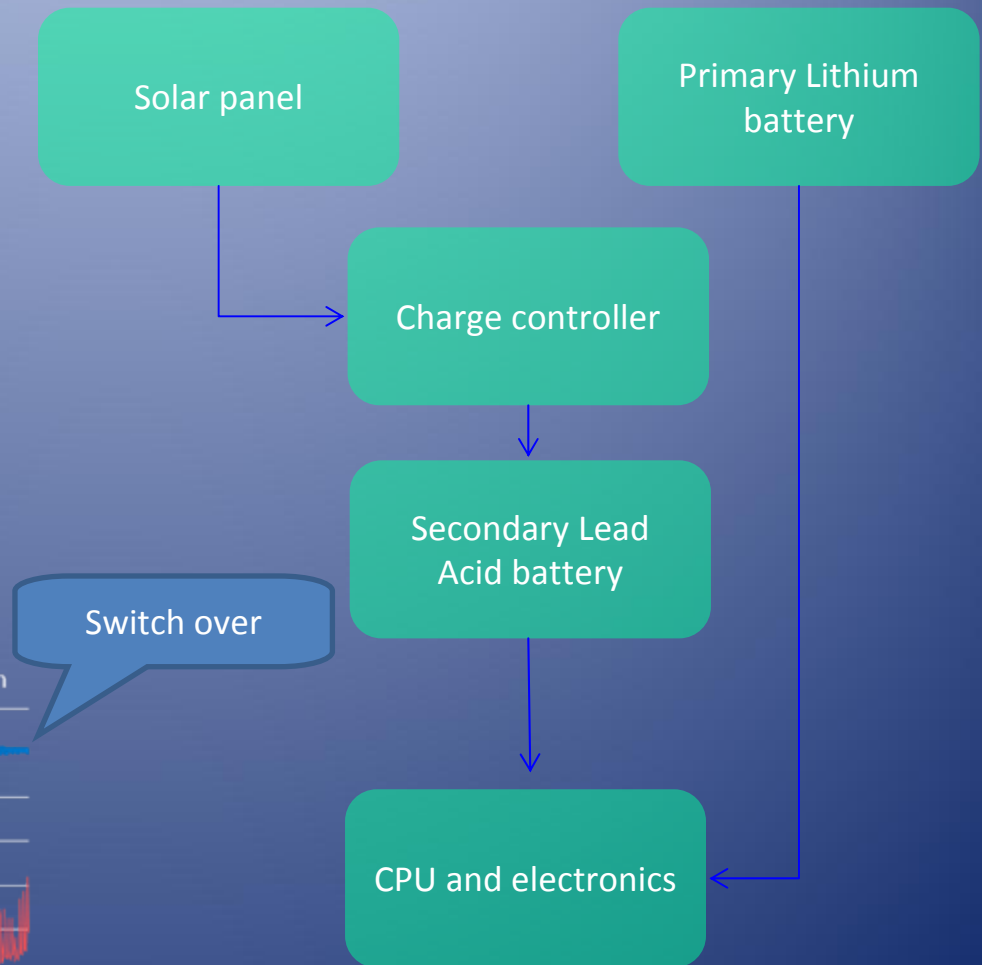 Solar panel
Primary Lithium
battery
Charge controller
Secondary Lead
Acid battery
Switch over
CPU and electronics